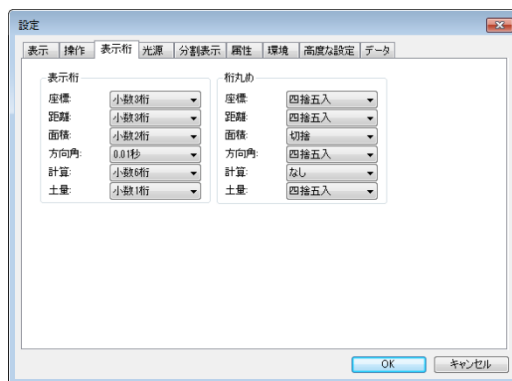 設定
表示 操作 表示桁 光源 分割表示 属性 環境 高度な設定 データ
表示桁 桁丸め
座標: 小数3桁 座標: 四捨五入
距離: 小数3桁 距離: 四捨五入
面積: 小数2桁 面積: 切捨
方向角: 0.01秒 方向角: 四捨五入
計算: 小数6桁 計算: なし
土量: 小数1桁 土量: 四捨五入
OK キャンセル